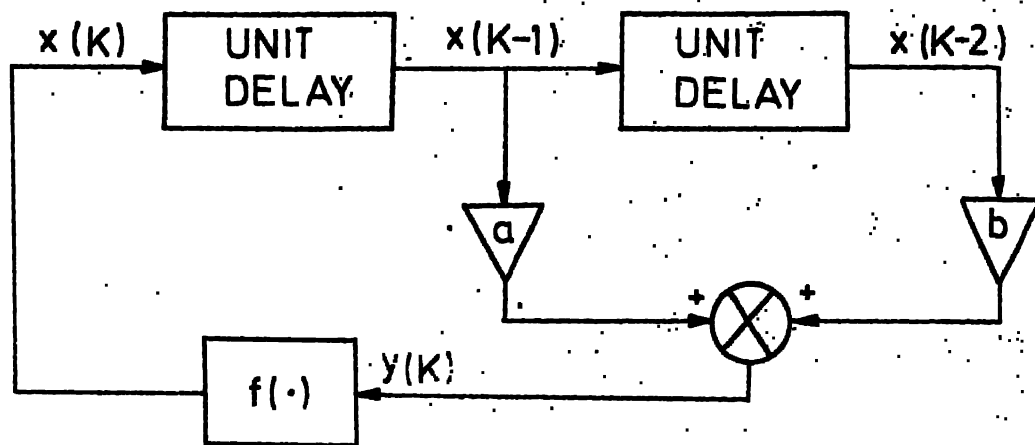 x(K)
UNIT
DELAY
x(K-1)
UNIT
DELAY
x(K-2)
a
b
+
+
f(·)
y(K)